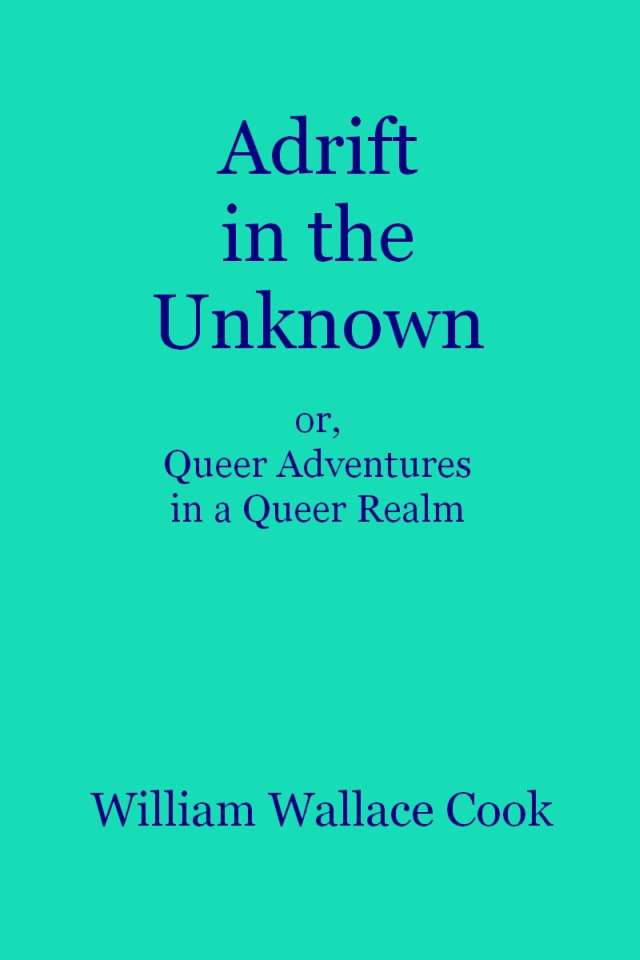 Adrift
in the
Unknown
or,
Queer Adventures
in a Queer Realm
William Wallace Cook